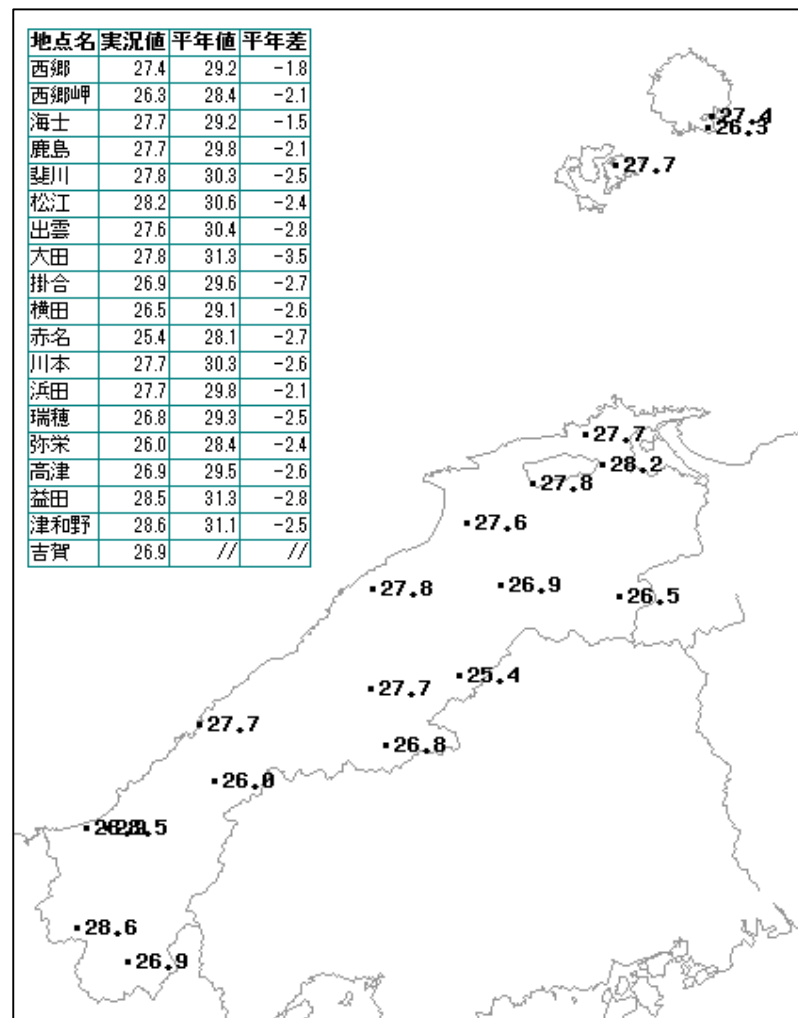 地点名 実況値 平年値 平年差
西郷 27.4 29.2 -1.8
西郷岬 26.3 28.4 -2.1
海士 27.7 29.2 -1.5
鹿島 27.7 29.8 -2.1
斐川 27.8 30.3 -2.5
松江 28.2 30.6 -2.4
出雲 27.6 30.4 -2.8
大田 27.8 31.3 -3.5
掛合 26.9 29.6 -2.7
横田 26.5 29.1 -2.6
赤名 25.4 28.1 -2.7
川本 27.7 30.3 -2.6
浜田 27.7 29.8 -2.1
瑞穂 26.8 29.3 -2.5
弥栄 26.0 28.4 -2.4
高津 26.9 29.5 -2.6
益田 28.5 31.3 -2.8
津和野 28.6 31.1 -2.5
吉賀 26.9 // //
27.4
26.3
27.7
27.7
28.2
27.8
27.6
27.8
26.9
26.5
25.4
27.7
27.7
26.8
26.0
28.5
28.6
26.9